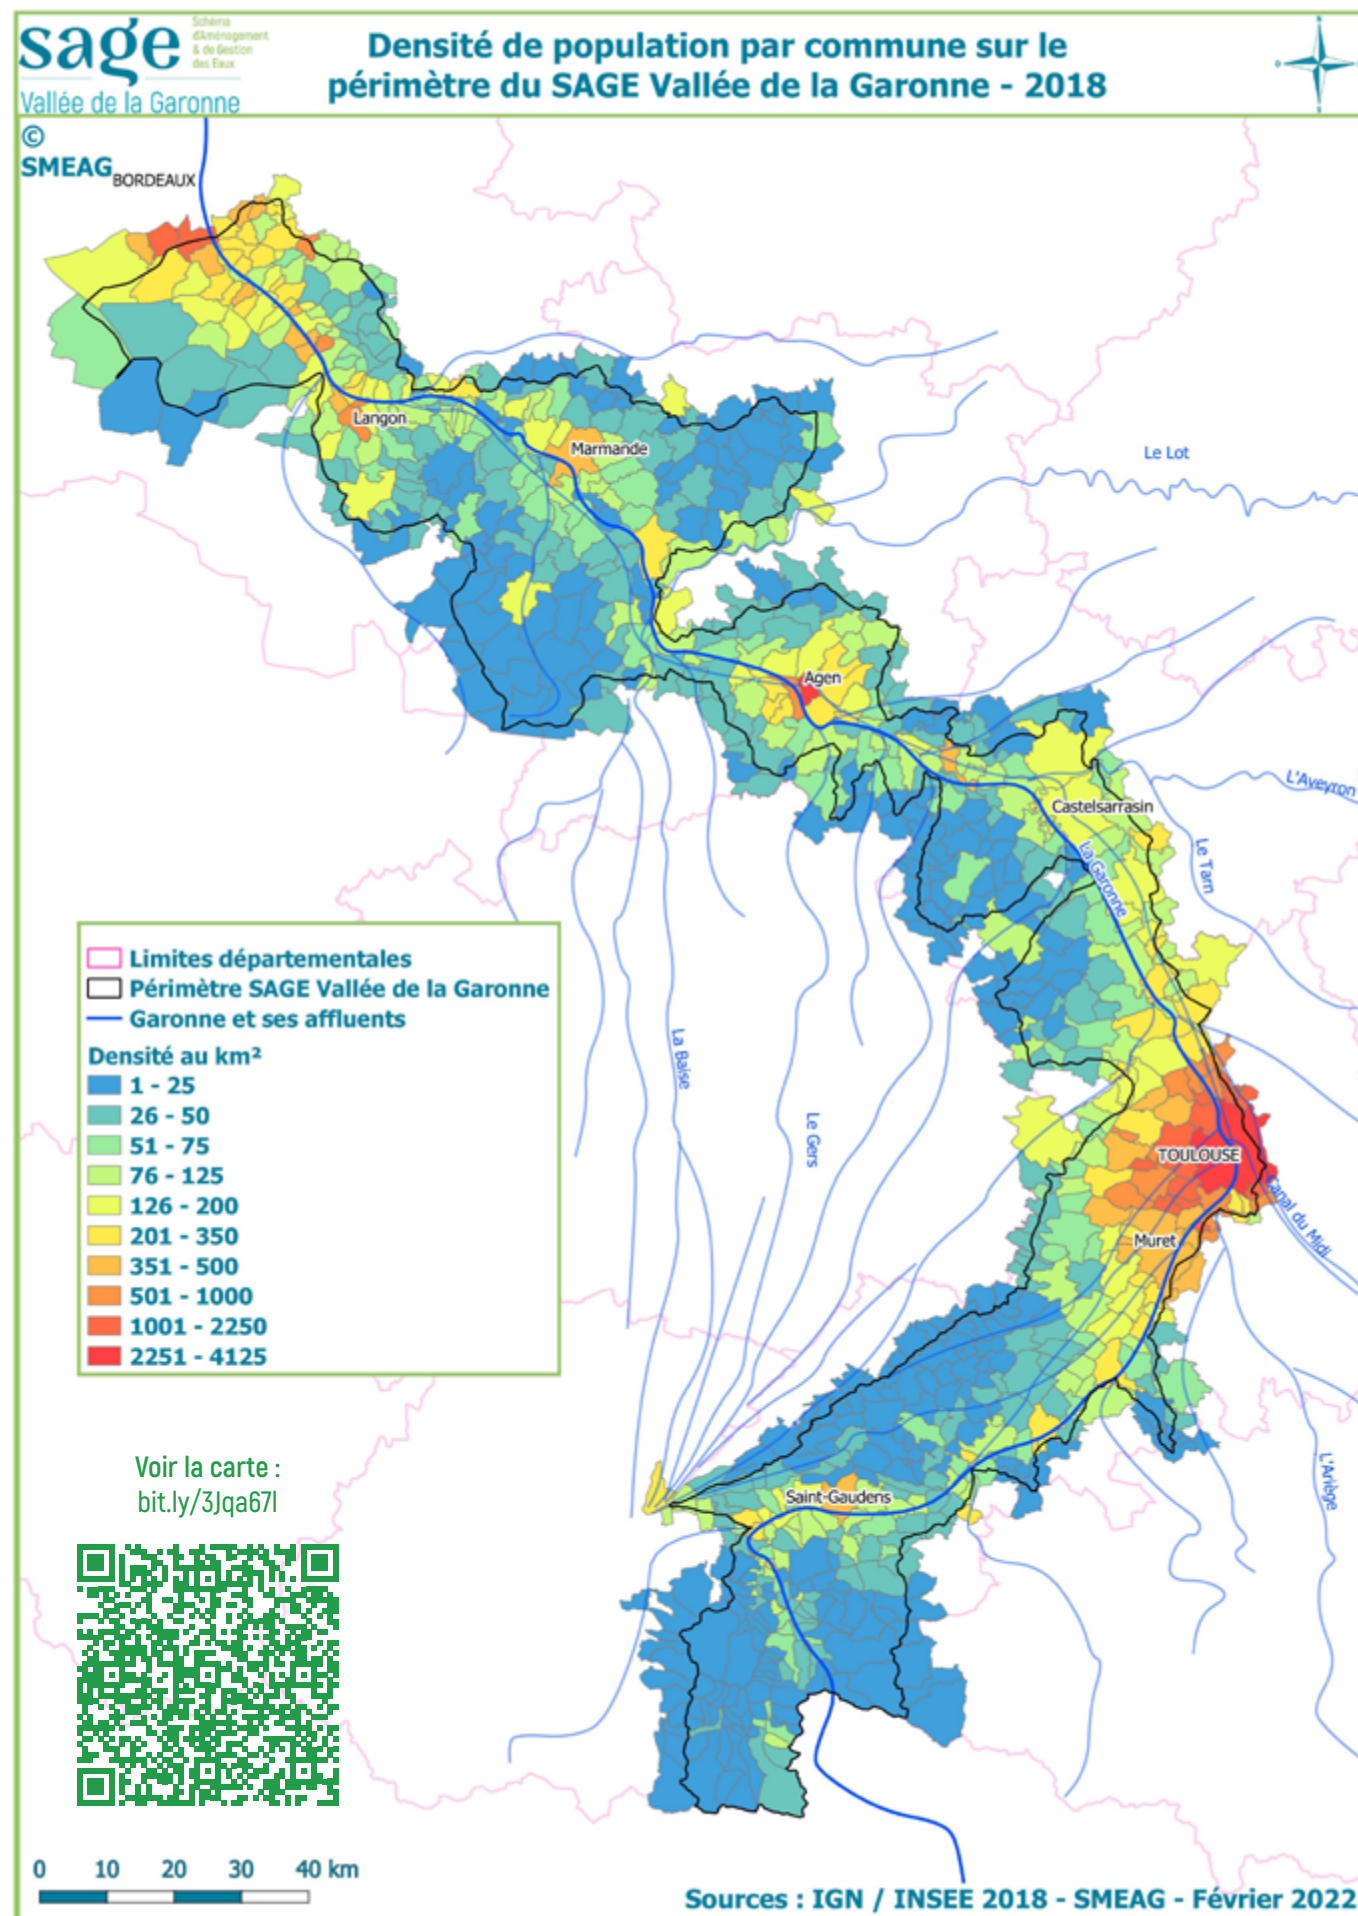 sage
Schéma
d'Aménagement
& de Gestion
des Eaux
Vallée de la Garonne
Densité de population par commune sur le
périmètre du SAGE Vallée de la Garonne - 2018
N
O
S
©
SMEAG
BORDEAUX
Langon
Marmande
Le Lot
Agen
L'Aveyron
Castelsarrasin
Le Tarn
La Garonne
Limites départementales
Périmètre SAGE Vallée de la Garonne
Garonne et ses affluents
Densité au km²
1 - 25
26 - 50
51 - 75
76 - 125
126 - 200
201 - 350
351 - 500
501 - 1000
1001 - 2250
2251 - 4125
La Baïse
Le Gers
TOULOUSE
Canal du Midi
Muret
L'Ariège
Saint-Gaudens
Voir la carte :
bit.ly/3Jqa67l
0 10 20 30 40 km
Sources : IGN / INSEE 2018 - SMEAG - Février 2022